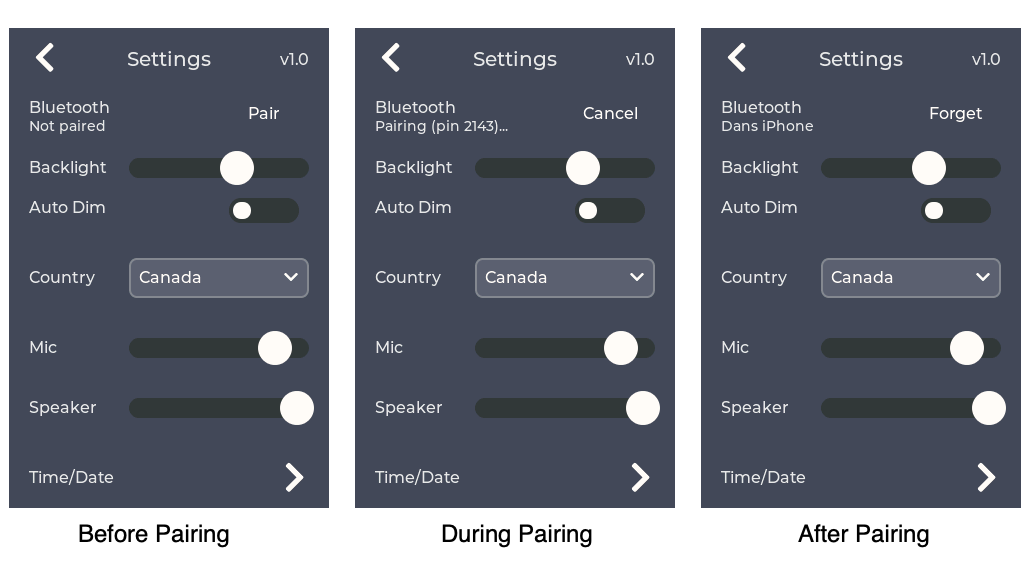 Settings v1.0
Bluetooth
Not paired
Pair
Backlight
Auto Dim
Country Canada
Mic
Speaker
Time/Date
Before Pairing
Settings v1.0
Bluetooth
Pairing (pin 2143)...
Cancel
Backlight
Auto Dim
Country Canada
Mic
Speaker
Time/Date
During Pairing
Settings v1.0
Bluetooth
Dans iPhone
Forget
Backlight
Auto Dim
Country Canada
Mic
Speaker
Time/Date
After Pairing